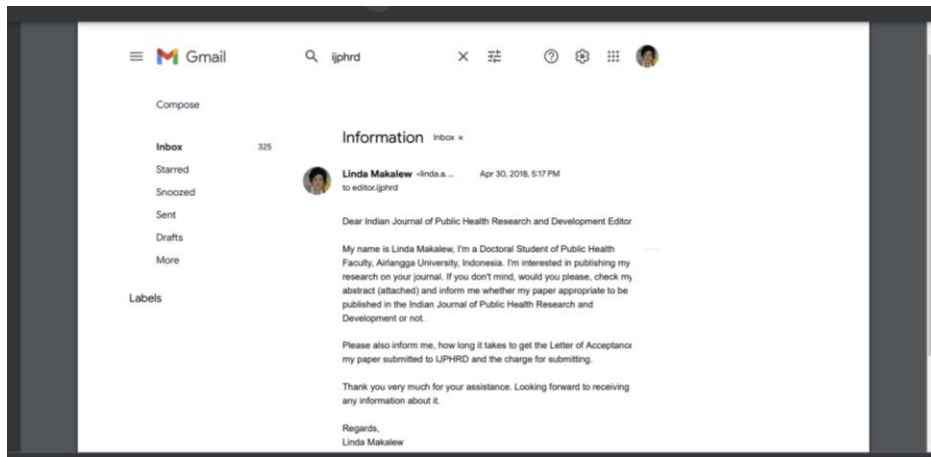 Gmail
ijphrd
Compose
Inbox 325
Starred
Snoozed
Sent
Drafts
More
Labels
Information Inbox ×
Linda Makalew <linda.a.... Apr 30, 2018, 5:17 PM
to editor.ijphrd
Dear Indian Journal of Public Health Research and Development Editor
My name is Linda Makalew, I'm a Doctoral Student of Public Health
Faculty, Airlangga University, Indonesia. I'm interested in publishing my
research on your journal. If you don't mind, would you please, check my
abstract (attached) and inform me whether my paper appropriate to be
published in the Indian Journal of Public Health Research and
Development or not.
Please also inform me, how long it takes to get the Letter of Acceptance
my paper submitted to IJPHRD and the charge for submitting.
Thank you very much for your assistance. Looking forward to receiving
any information about it.
Regards,
Linda Makalew